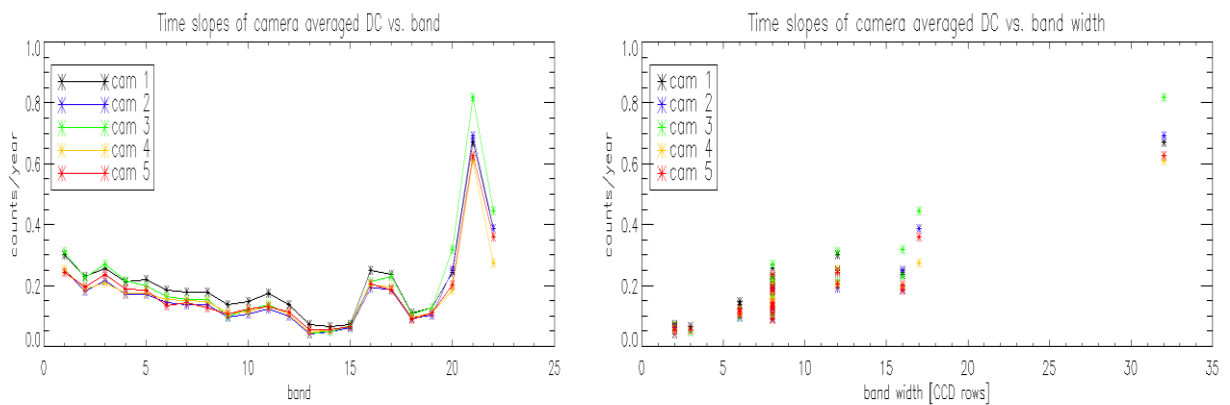 Time slopes of camera averaged DC vs. band
counts/year
1.0
0.8
0.6
0.4
0.2
0.0
cam 1
cam 2
cam 3
cam 4
cam 5
0 5 10 15 20 25
band
Time slopes of camera averaged DC vs. band width
counts/year
1.0
0.8
0.6
0.4
0.2
0.0
cam 1
cam 2
cam 3
cam 4
cam 5
0 5 10 15 20 25 30 35
band width [CCD rows]